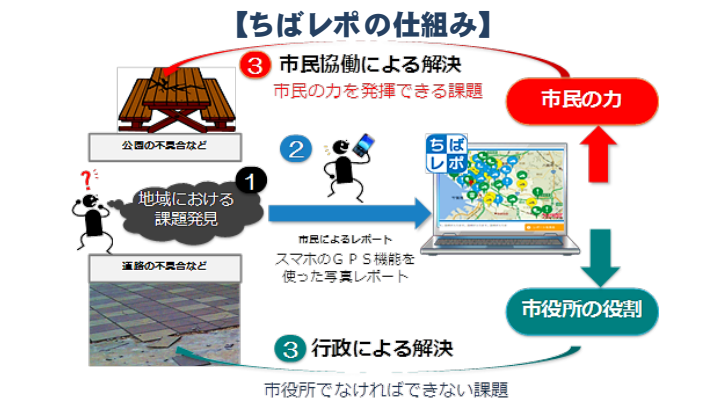 【ちばレポの仕組み】
3 市民協働による解決
市民の力を発揮できる課題
市民の力
公園の不具合など
2
ちば
レポ
?
1
地域における
課題発見
市民によるレポート
スマホのGPS機能を
使った写真レポート
道路の不具合など
市役所の役割
3 行政による解決
市役所でなければできない課題